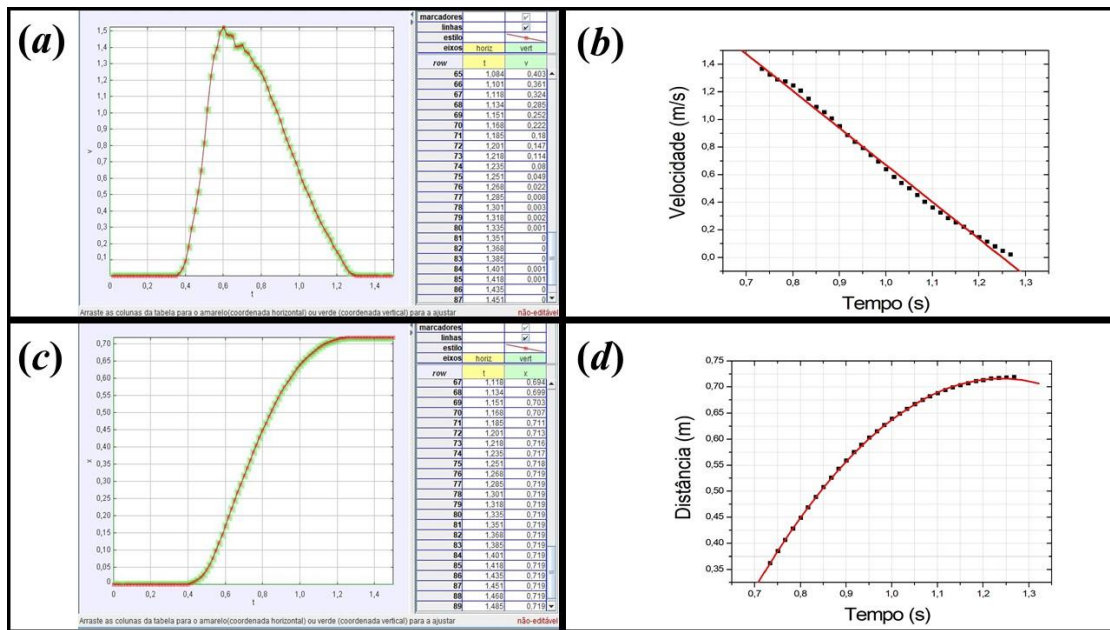 (a)
1,5
1,4
1,3
1,2
1,1
1,0
0,9
0,8
0,7
0,6
0,5
0,4
0,3
0,2
0,1
v
0,0 0,2 0,4 0,6 0,8 1,0 1,2 1,4
t
marcadores
linhas
estilo
eixos horiz vert
row t v
65 1,084 0,403
66 1,101 0,361
67 1,118 0,324
68 1,134 0,285
69 1,151 0,252
70 1,168 0,222
71 1,185 0,18
72 1,201 0,147
73 1,218 0,114
74 1,235 0,08
75 1,251 0,049
76 1,268 0,022
77 1,285 0,008
78 1,301 0,003
79 1,318 0,002
80 1,335 0,001
81 1,351 0
82 1,368 0
83 1,385 0
84 1,401 0,001
85 1,418 0,001
86 1,435 0
87 1,451 0
Arraste as colunas da tabela para o amarelo(coordenada horizontal) ou verde (coordenada vertical) para a ajustar não-editável
(b)
Velocidade (m/s)
1,4
1,2
1,0
0,8
0,6
0,4
0,2
0,0
0,7 0,8 0,9 1,0 1,1 1,2 1,3
Tempo (s)
(c)
0,70
0,65
0,60
0,55
0,50
0,45
0,40
0,35
0,30
0,25
0,20
0,15
0,10
0,05
0
x
0,0 0,2 0,4 0,6 0,8 1,0 1,2 1,4
t
marcadores
linhas
estilo
eixos horiz vert
row t x
67 1,118 0,694
68 1,134 0,699
69 1,151 0,703
70 1,168 0,707
71 1,185 0,711
72 1,201 0,713
73 1,218 0,716
74 1,235 0,717
75 1,251 0,718
76 1,268 0,719
77 1,285 0,719
78 1,301 0,719
79 1,318 0,719
80 1,335 0,719
81 1,351 0,719
82 1,368 0,719
83 1,385 0,719
84 1,401 0,719
85 1,418 0,719
86 1,435 0,719
87 1,451 0,719
88 1,468 0,719
89 1,485 0,719
Arraste as colunas da tabela para o amarelo(coordenada horizontal) ou verde (coordenada vertical) para a ajustar não-editável
(d)
Distância (m)
0,75
0,70
0,65
0,60
0,55
0,50
0,45
0,40
0,35
0,7 0,8 0,9 1,0 1,1 1,2 1,3
Tempo (s)